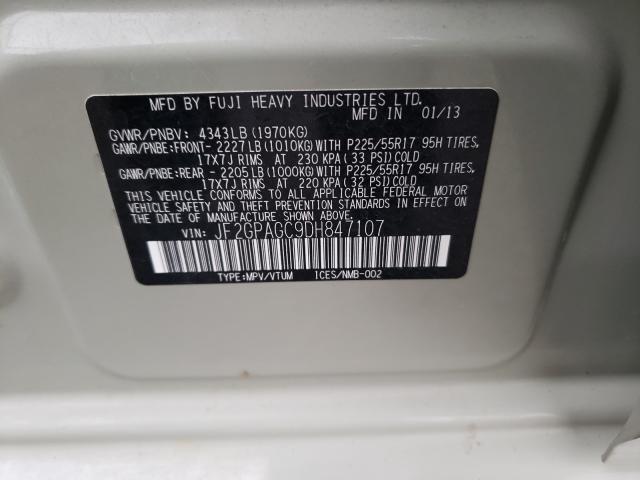 MFD BY FUJI HEAVY INDUSTRIES LTD.
MFD IN 01/13
GVWR/PNBV: 4343LB (1970KG)
GAWR/PNBE:FRONT- 2227LB(1010KG)WITH P225/55R17 95H TIRES,
17X7J RIMS AT 230 KPA(33 PSI)COLD
GAWR/PNBE:REAR - 2205LB(1000KG)WITH P225/55R17 95H TIRES,
17X7J RIMS AT 220 KPA(32 PSI)COLD
THIS VEHICLE CONFORMS TO ALL APPLICABLE FEDERAL MOTOR
VEHICLE SAFETY AND THEFT PREVENTION STANDARDS IN EFFECT ON
THE DATE OF MANUFACTURE SHOWN ABOVE.
VIN: JF2GPAGC9DH847107
TYPE:MPV/VTUM ICES/NMB-002